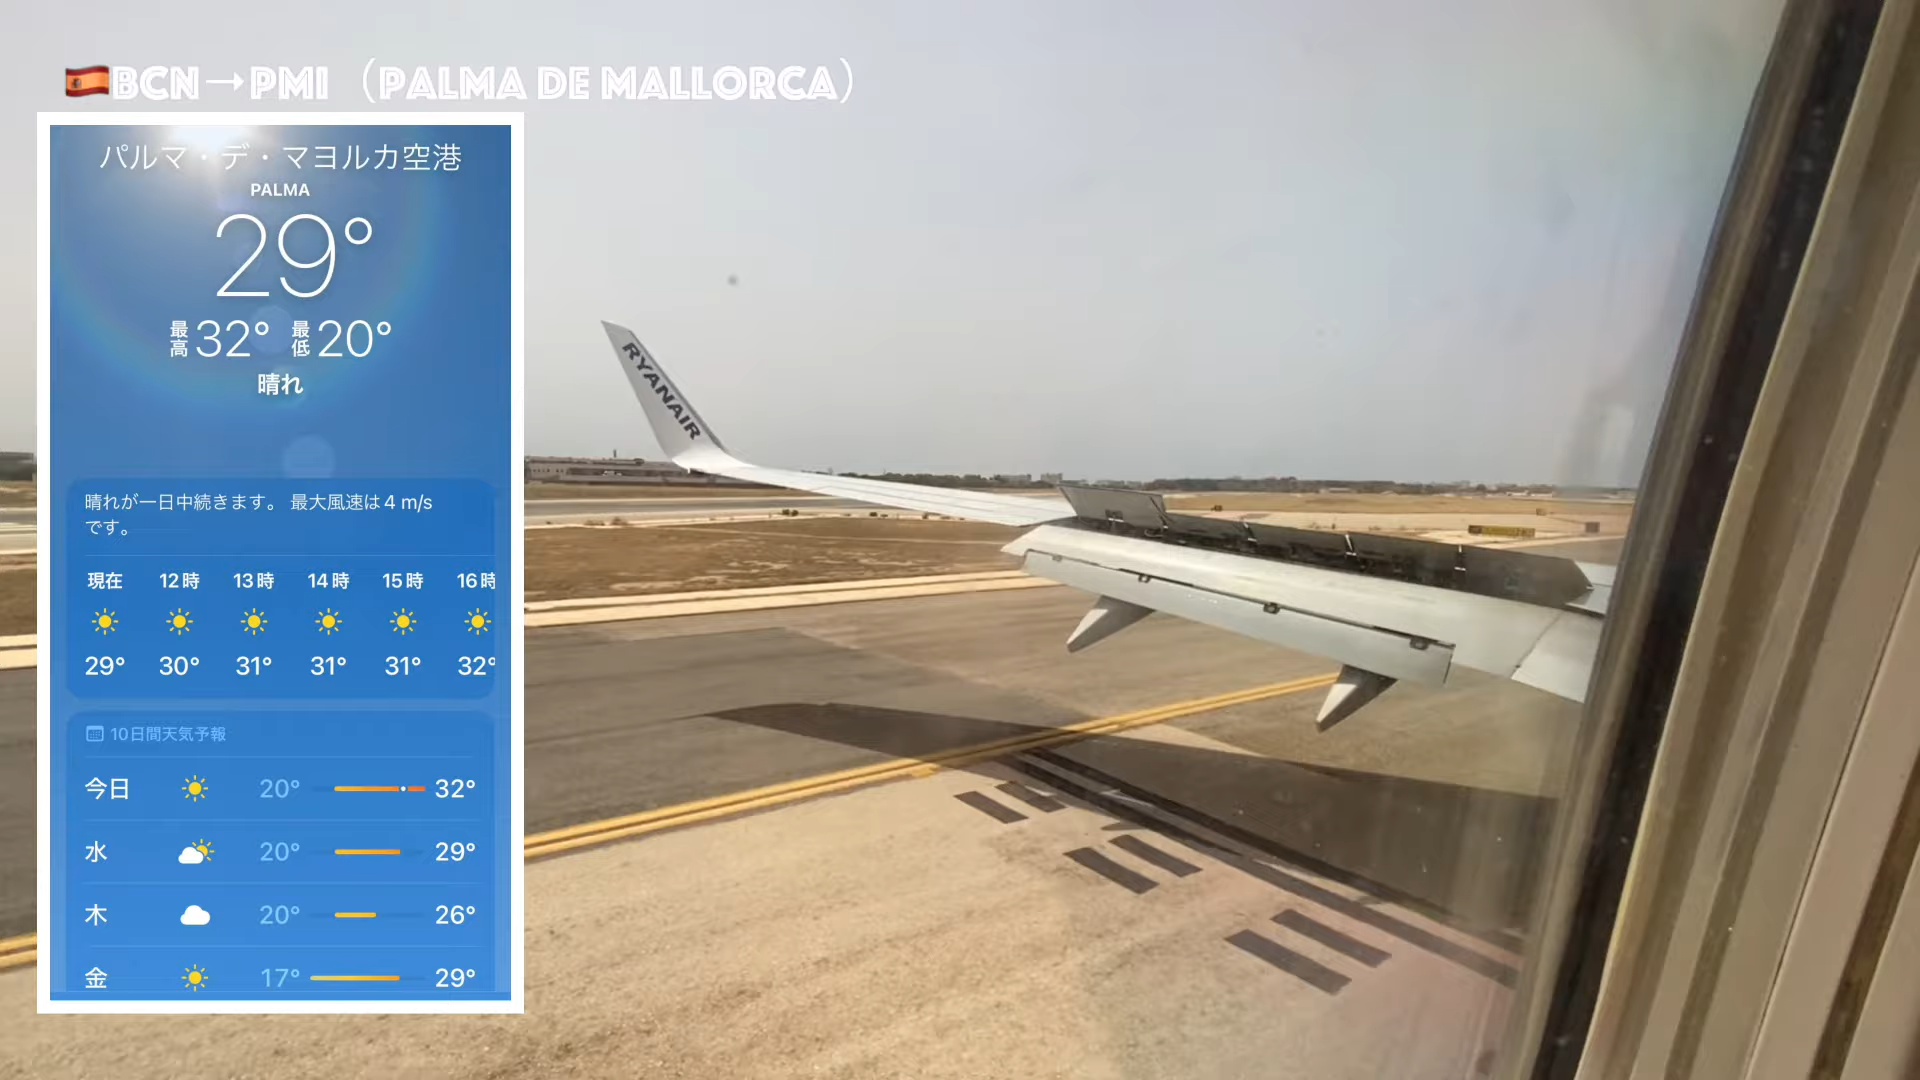 🇪🇸BCN→PMI（PALMA DE MALLORCA）
パルマ・デ・マヨルカ空港
PALMA
29°
最高32° 最低20°
晴れ
晴れが一日中続きます。 最大風速は4 m/s
です。
現在 12時 13時 14時 15時 16時
29° 30° 31° 31° 31° 32°
10日間天気予報
今日 20° 32°
水 20° 29°
木 20° 26°
金 17° 29°
RYANAIR